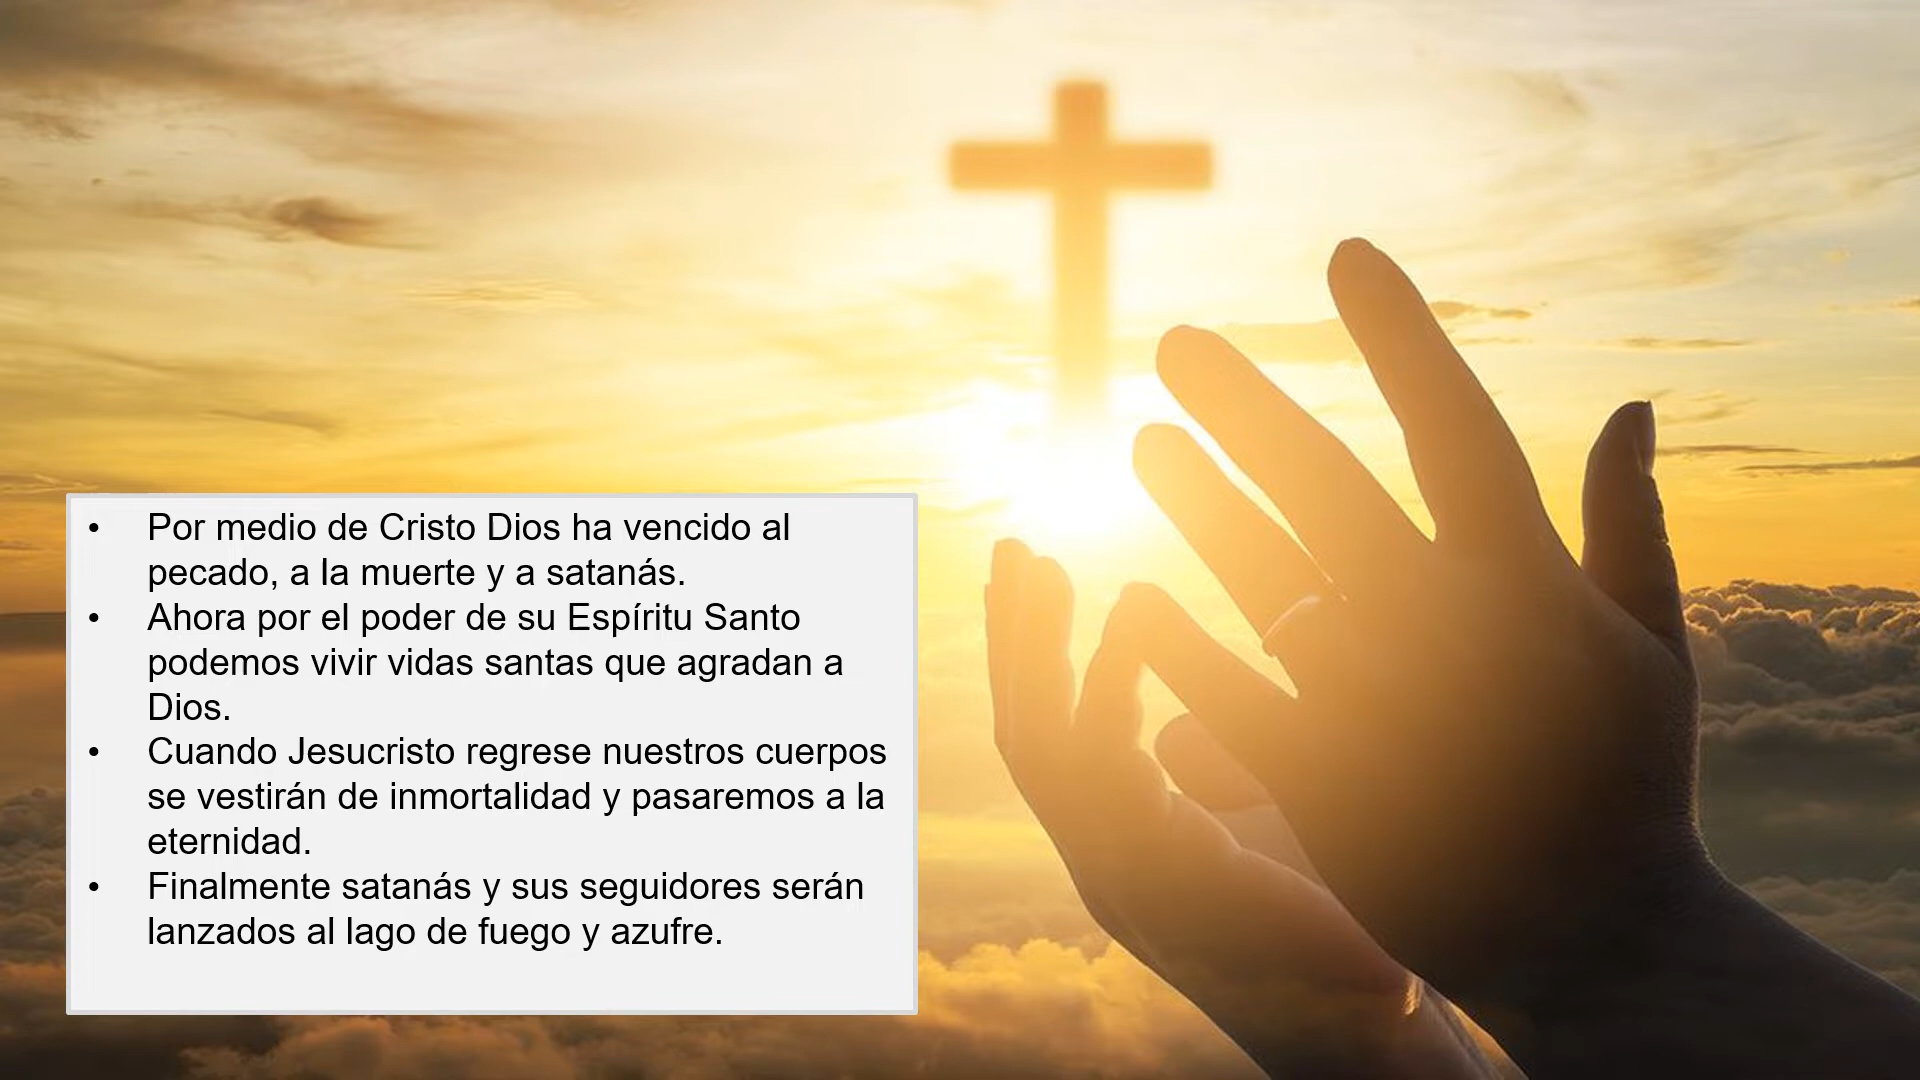 • Por medio de Cristo Dios ha vencido al
pecado, a la muerte y a satanás.
• Ahora por el poder de su Espíritu Santo
podemos vivir vidas santas que agradan a
Dios.
• Cuando Jesucristo regrese nuestros cuerpos
se vestirán de inmortalidad y pasaremos a la
eternidad.
• Finalmente satanás y sus seguidores serán
lanzados al lago de fuego y azufre.